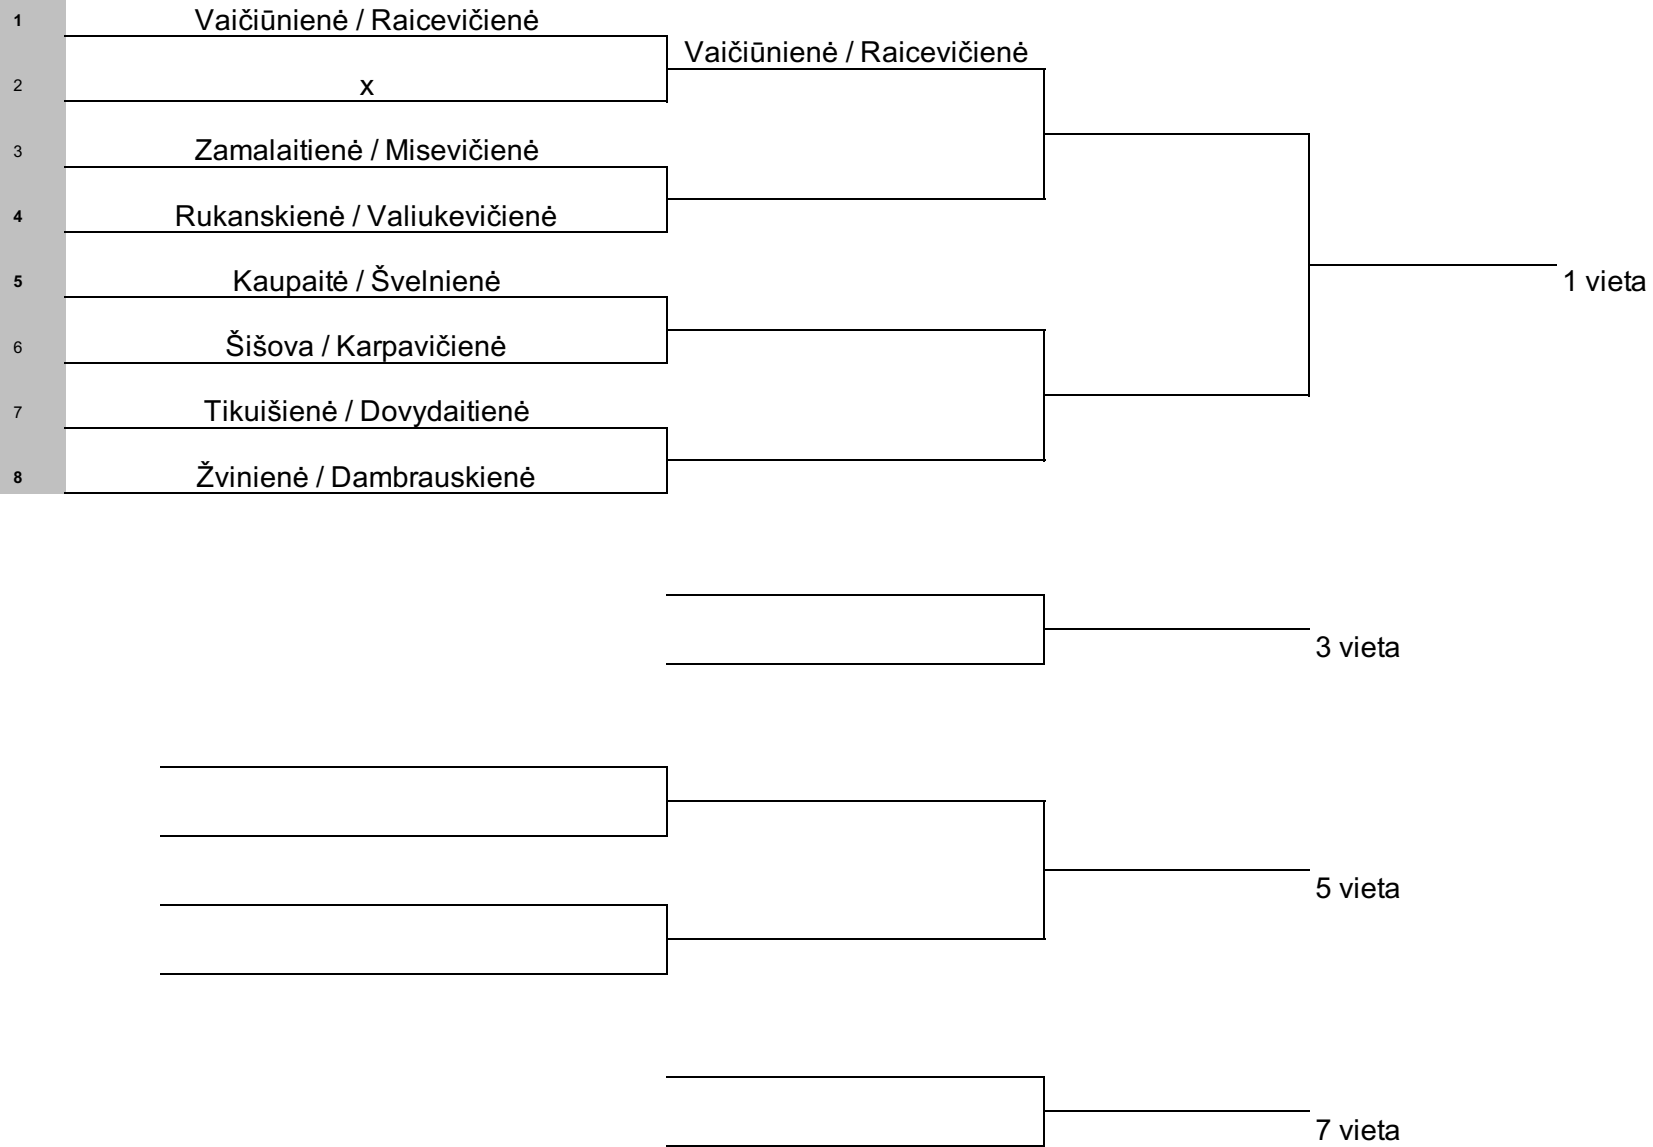 1 Vaičiūnienė / Raicevičienė
Vaičiūnienė / Raicevičienė
2 x
3 Zamalaitienė / Misevičienė
4 Rukanskienė / Valiukevičienė
5 Kaupaitė / Švelnienė
1 vieta
6 Šišova / Karpavičienė
7 Tikuišienė / Dovydaitienė
8 Žvinienė / Dambrauskienė
3 vieta
5 vieta
7 vieta